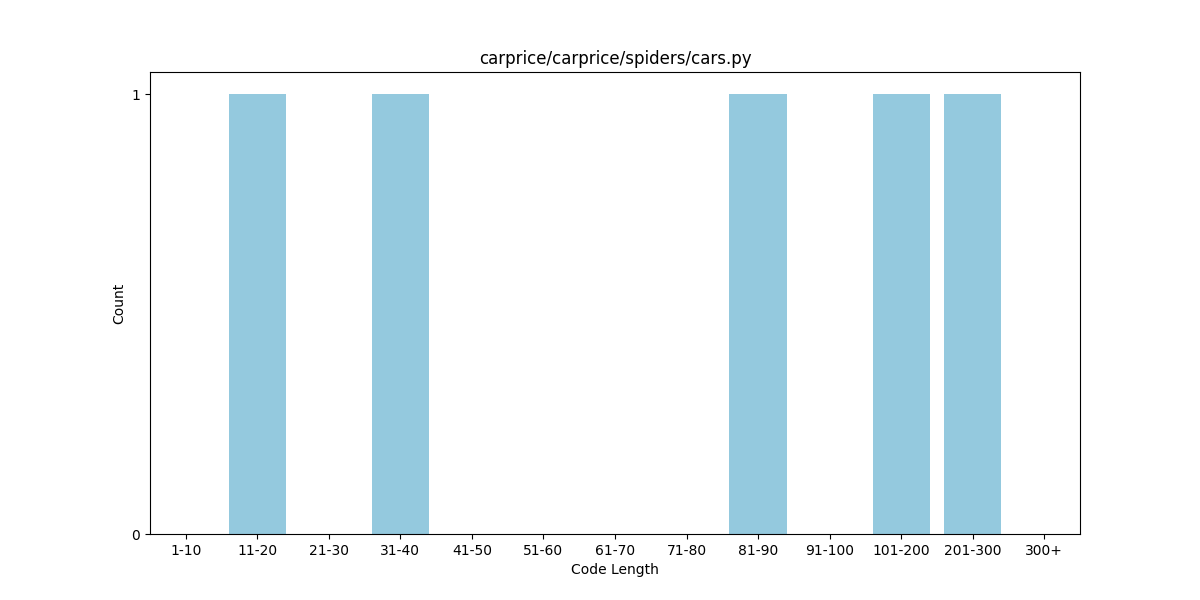 carprice/carprice/spiders/cars.py
1
0
Count
1-10 11-20 21-30 31-40 41-50 51-60 61-70 71-80 81-90 91-100 101-200 201-300 300+
Code Length